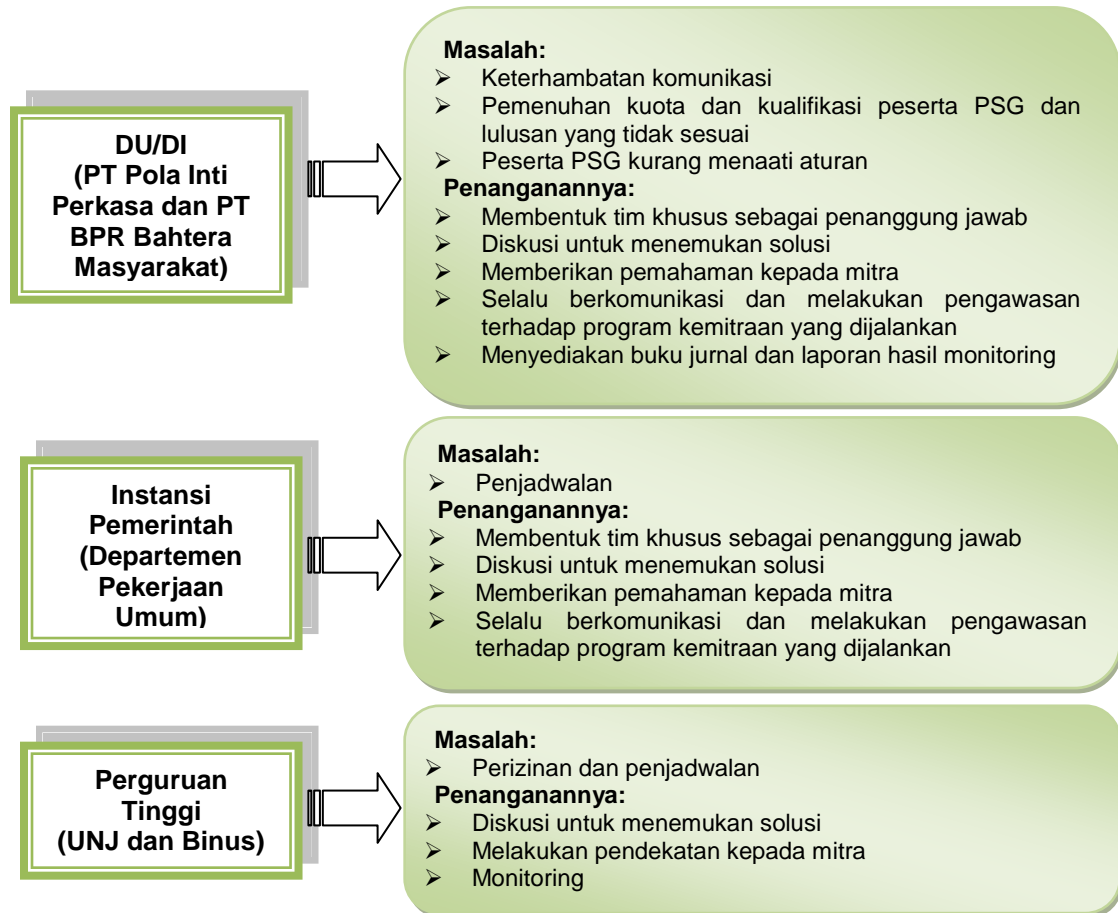 DU/DI
(PT Pola Inti
Perkasa dan PT
BPR Bahtera
Masyarakat)
Masalah:
➢ Keterhambatan komunikasi
➢ Pemenuhan kuota dan kualifikasi peserta PSG dan
lulusan yang tidak sesuai
➢ Peserta PSG kurang menaati aturan
Penanganannya:
➢ Membentuk tim khusus sebagai penanggung jawab
➢ Diskusi untuk menemukan solusi
➢ Memberikan pemahaman kepada mitra
➢ Selalu berkomunikasi dan melakukan pengawasan
terhadap program kemitraan yang dijalankan
➢ Menyediakan buku jurnal dan laporan hasil monitoring
Instansi
Pemerintah
(Departemen
Pekerjaan
Umum)
Masalah:
➢ Penjadwalan
Penanganannya:
➢ Membentuk tim khusus sebagai penanggung jawab
➢ Diskusi untuk menemukan solusi
➢ Memberikan pemahaman kepada mitra
➢ Selalu berkomunikasi dan melakukan pengawasan
terhadap program kemitraan yang dijalankan
Perguruan
Tinggi
(UNJ dan Binus)
Masalah:
➢ Perizinan dan penjadwalan
Penanganannya:
➢ Diskusi untuk menemukan solusi
➢ Melakukan pendekatan kepada mitra
➢ Monitoring